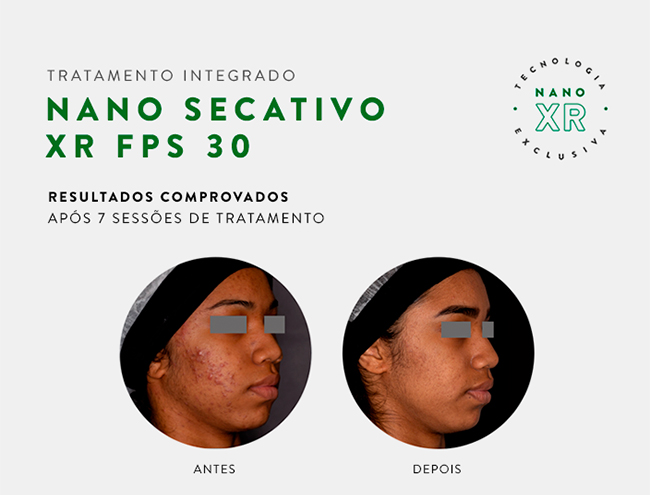 TRATAMENTO INTEGRADO
NANO SECATIVO
XR FPS 30
TECNOLOGIA
NANO
XR
EXCLUSIVA
RESULTADOS COMPROVADOS
APÓS 7 SESSÕES DE TRATAMENTO
ANTES
DEPOIS